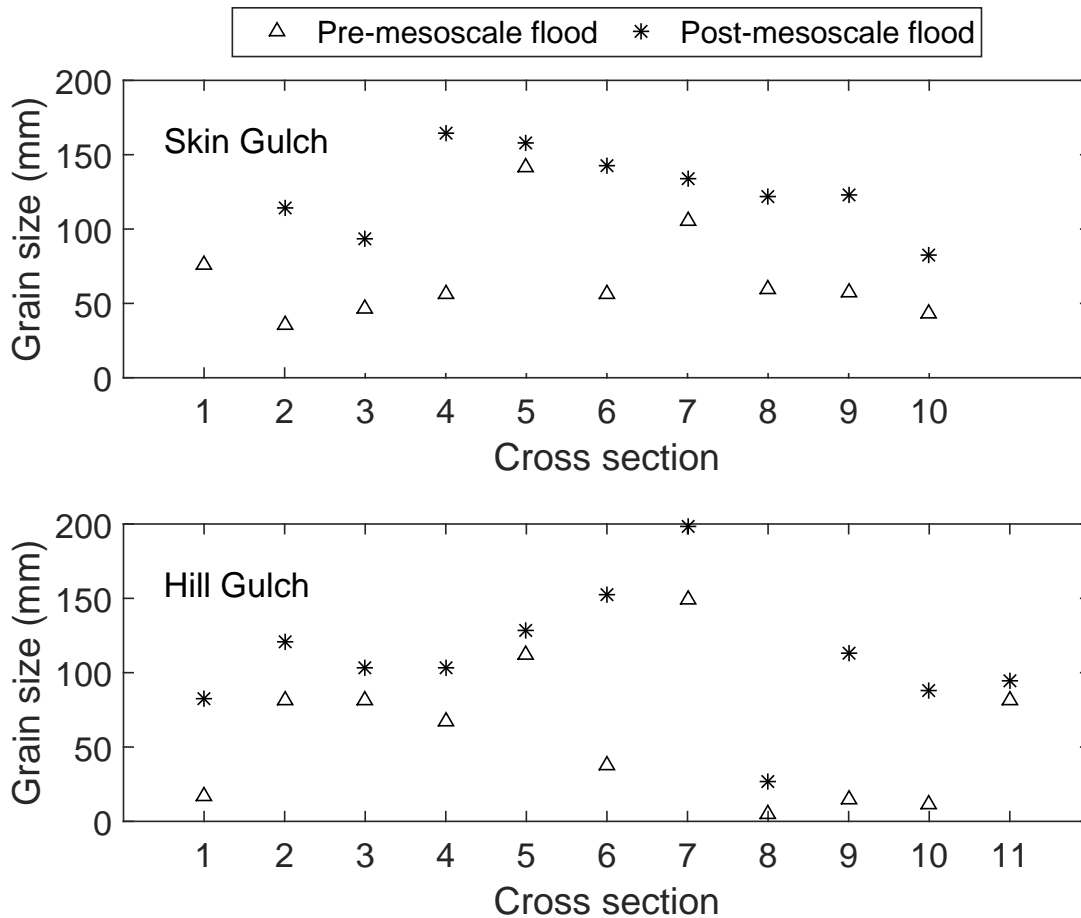 Pre-mesoscale flood Post-mesoscale flood
200
150
100
50
0
Grain size (mm)
Skin Gulch
1 2 3 4 5 6 7 8 9 10
Cross section
200
150
100
50
0
Grain size (mm)
Hill Gulch
1 2 3 4 5 6 7 8 9 10 11
Cross section